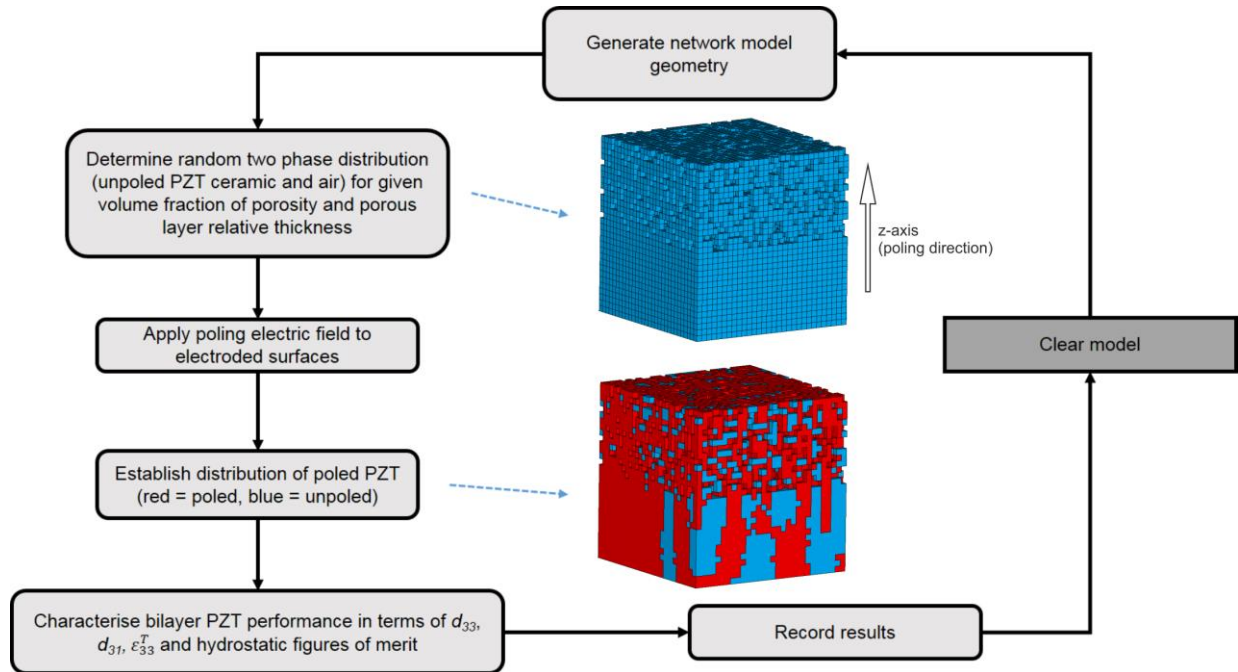 Generate network model
geometry
Determine random two phase distribution
(unpoled PZT ceramic and air) for given
volume fraction of porosity and porous
layer relative thickness
z-axis
(poling direction)
Apply poling electric field to
electroded surfaces
Clear model
Establish distribution of poled PZT
(red = poled, blue = unpoled)
Characterise bilayer PZT performance in terms of d₃₃,
d₃₁, ε₃₃ᵀ and hydrostatic figures of merit
Record results